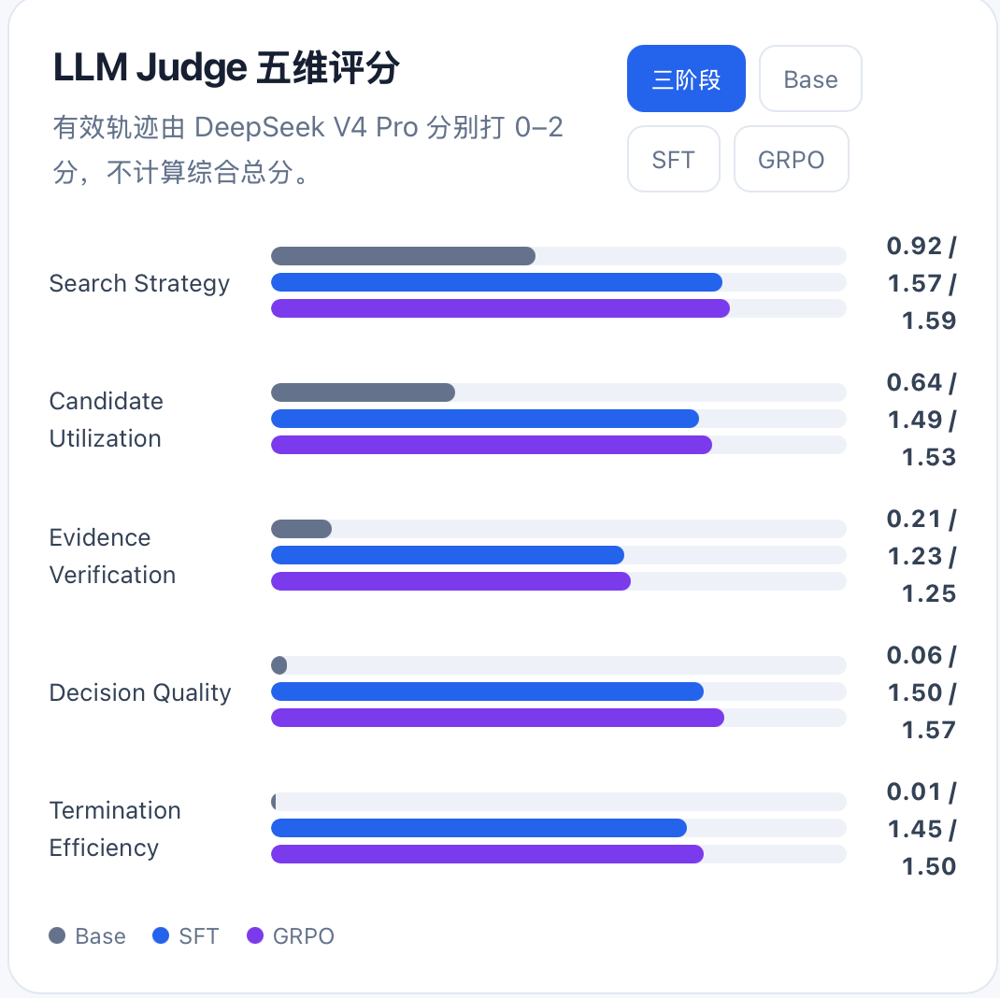 LLM Judge 五维评分
有效轨迹由 DeepSeek V4 Pro 分别打 0–2
分，不计算综合总分。
三阶段
Base
SFT
GRPO
Search Strategy
0.92 /
1.57 /
1.59
Candidate
Utilization
0.64 /
1.49 /
1.53
Evidence
Verification
0.21 /
1.23 /
1.25
Decision Quality
0.06 /
1.50 /
1.57
Termination
Efficiency
0.01 /
1.45 /
1.50
Base
SFT
GRPO